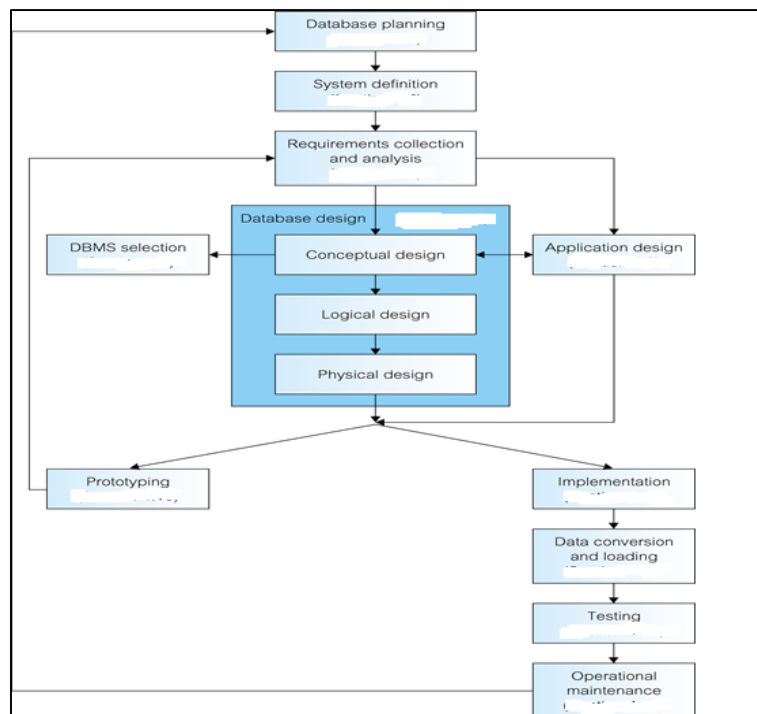 Database planning
System definition
Requirements collection
and analysis
Database design
DBMS selection
Conceptual design
Application design
Logical design
Physical design
Prototyping
Implementation
Data conversion
and loading
Testing
Operational
maintenance